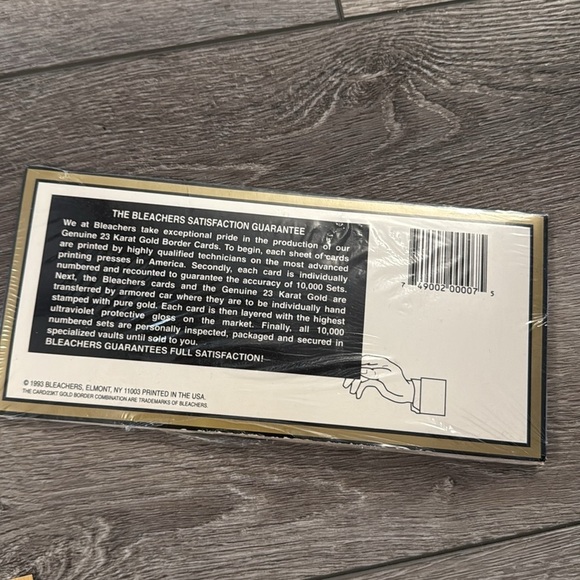 THE BLEACHERS SATISFACTION GUARANTEE
We at Bleachers take exceptional pride in the production of our
Genuine 23 Karat Gold Border Cards. To begin, each sheet of cards
are printed by highly qualified technicians on the most advanced
printing presses in America. Secondly, each card is individually
numbered and recounted to guarantee the accuracy of 10,000 Sets.
Next, the Bleachers cards and the Genuine 23 Karat Gold are
transferred by armored car where they are to be individually hand
stamped with pure gold. Each card is then layered with the highest
ultraviolet protective gloss on the market. Finally, all 10,000
numbered sets are personally inspected, packaged and secured in
specialized vaults until sold to you.
BLEACHERS GUARANTEES FULL SATISFACTION!
7 49002 00007 5
© 1993 BLEACHERS, ELMONT, NY 11003 PRINTED IN THE USA.
THE CARD/23KT GOLD BORDER COMBINATION ARE TRADEMARKS OF BLEACHERS.